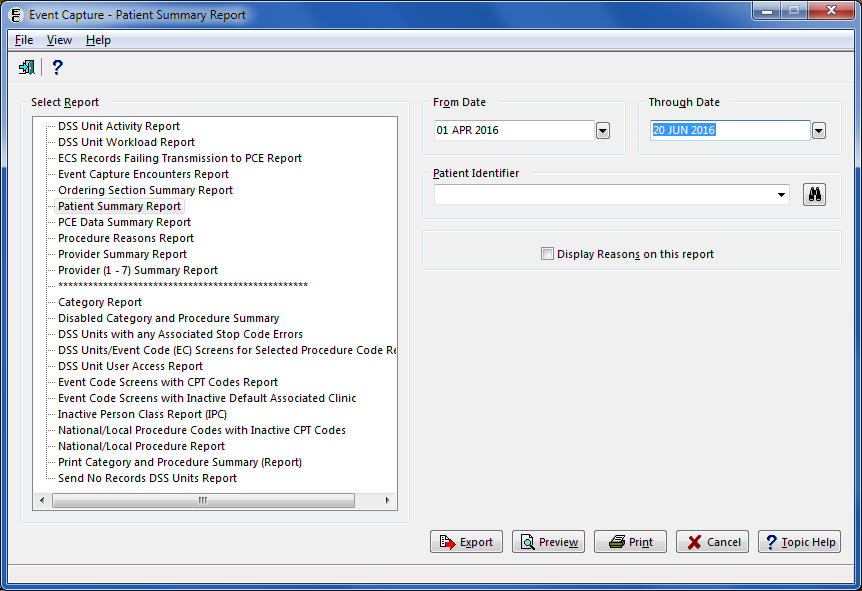 Event Capture - Patient Summary Report
File View Help
Select Report
DSS Unit Activity Report
DSS Unit Workload Report
ECS Records Failing Transmission to PCE Report
Event Capture Encounters Report
Ordering Section Summary Report
Patient Summary Report
PCE Data Summary Report
Procedure Reasons Report
Provider Summary Report
Provider (1 - 7) Summary Report
**************************************************
Category Report
Disabled Category and Procedure Summary
DSS Units with any Associated Stop Code Errors
DSS Units/Event Code (EC) Screens for Selected Procedure Code Re
DSS Unit User Access Report
Event Code Screens with CPT Codes Report
Event Code Screens with Inactive Default Associated Clinic
Inactive Person Class Report (IPC)
National/Local Procedure Codes with Inactive CPT Codes
National/Local Procedure Report
Print Category and Procedure Summary (Report)
Send No Records DSS Units Report
From Date
01 APR 2016
Through Date
20 JUN 2016
Patient Identifier
Display Reasons on this report
Export Preview Print Cancel Topic Help